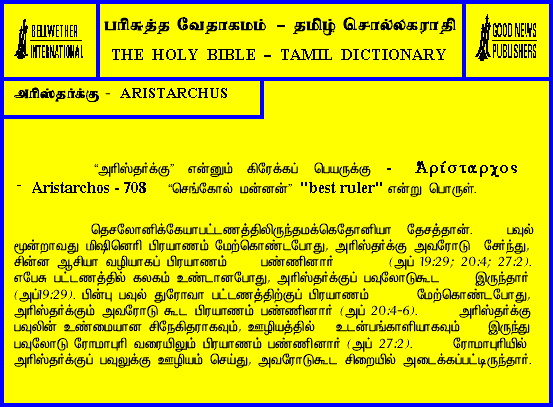 BELLWETHER
INTERNATIONAL
பரிசுத்த வேதாகமம் – தமிழ் சொல்லகராதி
THE HOLY BIBLE – TAMIL DICTIONARY
GOOD NEWS
PUBLISHERS
அரிஸ்தர்க்கு - ARISTARCHUS
“அரிஸ்தர்க்கு” என்னும் கிரேக்கப் பெயருக்கு - Ἀρίσταρχος
- Aristarchos - 708 “செங்கோல் மன்னன்” "best ruler" என்று பொருள்.
தெசலோனிக்கேயாபட்டணத்திலிருந்தமக்கெதோனியா தேசத்தான். பவுல்
மூன்றாவது மிஷினெரி பிரயாணம் மேற்கொண்டபோது, அரிஸ்தர்க்கு அவரோடு சேர்ந்து,
சின்ன ஆசியா வழியாகப் பிரயாணம் பண்ணினார் (அப் 19:29; 20:4; 27:2).
எபேசு பட்டணத்தில் கலகம் உண்டானபோது, அரிஸ்தர்க்குப் பவுலோடுகூட இருந்தார்
(அப்19:29). பின்பு பவுல் துரோவா பட்டணத்திற்குப் பிரயாணம் மேற்கொண்டபோது,
அரிஸ்தர்க்கும் அவரோடு கூட பிரயாணம் பண்ணினார் (அப் 20:4-6). அரிஸ்தர்க்கு
பவுலின் உண்மையான சிநேகிதராகவும், ஊழியத்தில் உடன்பங்காளியாகவும் இருந்து
பவுலோடு ரோமாபுரி வரையிலும் பிரயாணம் பண்ணினார் (அப் 27:2). ரோமாபுரியில்
அரிஸ்தர்க்குப் பவுலுக்கு ஊழியம் செய்து, அவரோடுகூட சிறையில் அடைக்கப்பட்டிருந்தார்.